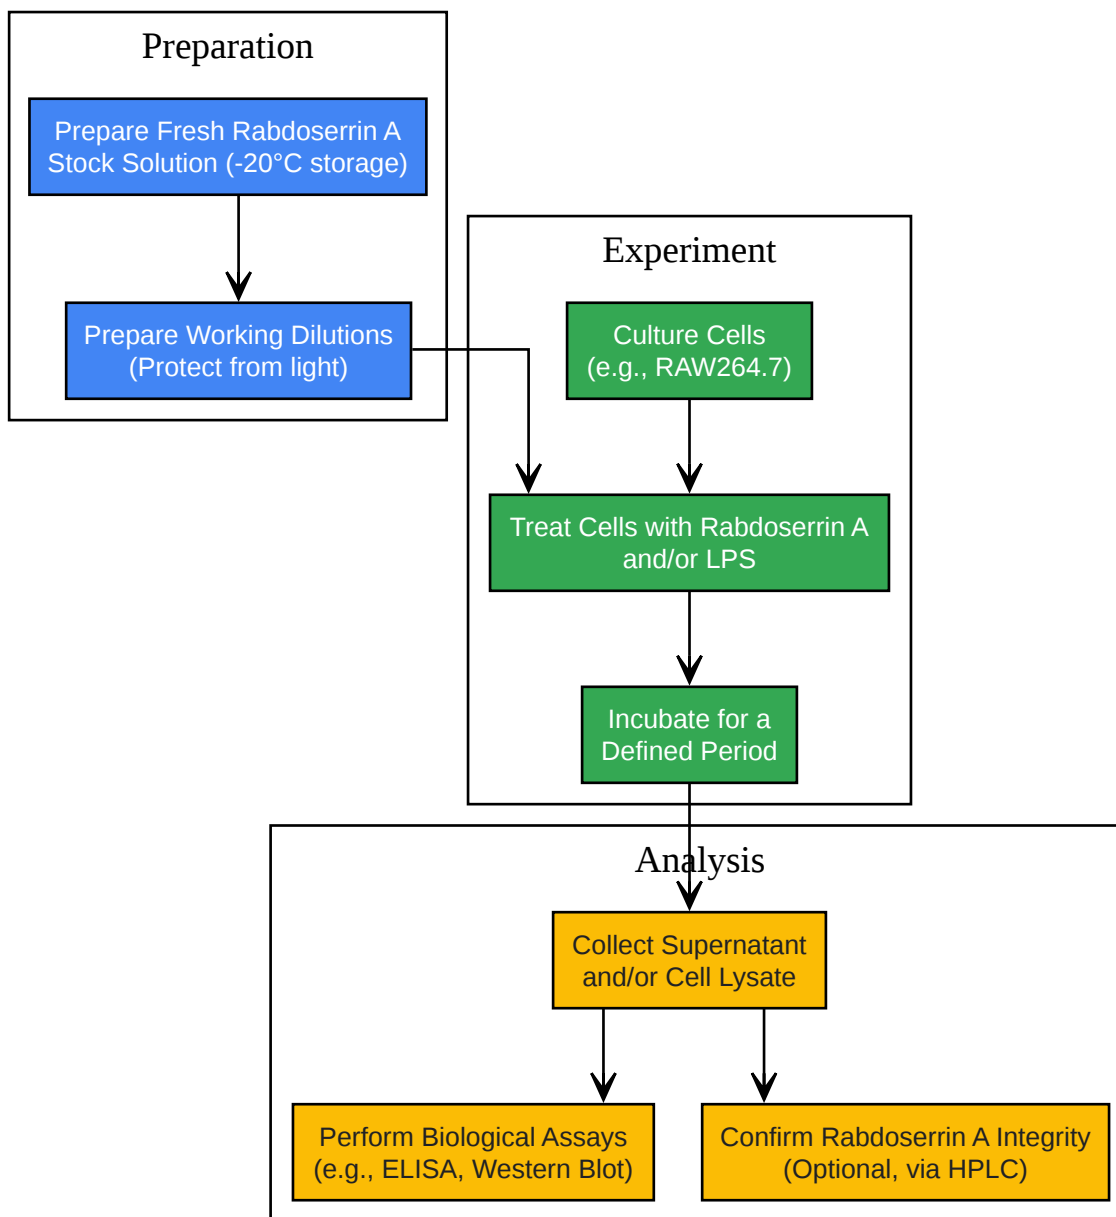 Preparation
Prepare Fresh Rabdoserrin A
Stock Solution (-20°C storage)
Prepare Working Dilutions
(Protect from light)
Experiment
Culture Cells
(e.g., RAW264.7)
Treat Cells with Rabdoserrin A
and/or LPS
Incubate for a
Defined Period
Analysis
Collect Supernatant
and/or Cell Lysate
Perform Biological Assays
(e.g., ELISA, Western Blot)
Confirm Rabdoserrin A Integrity
(Optional, via HPLC)